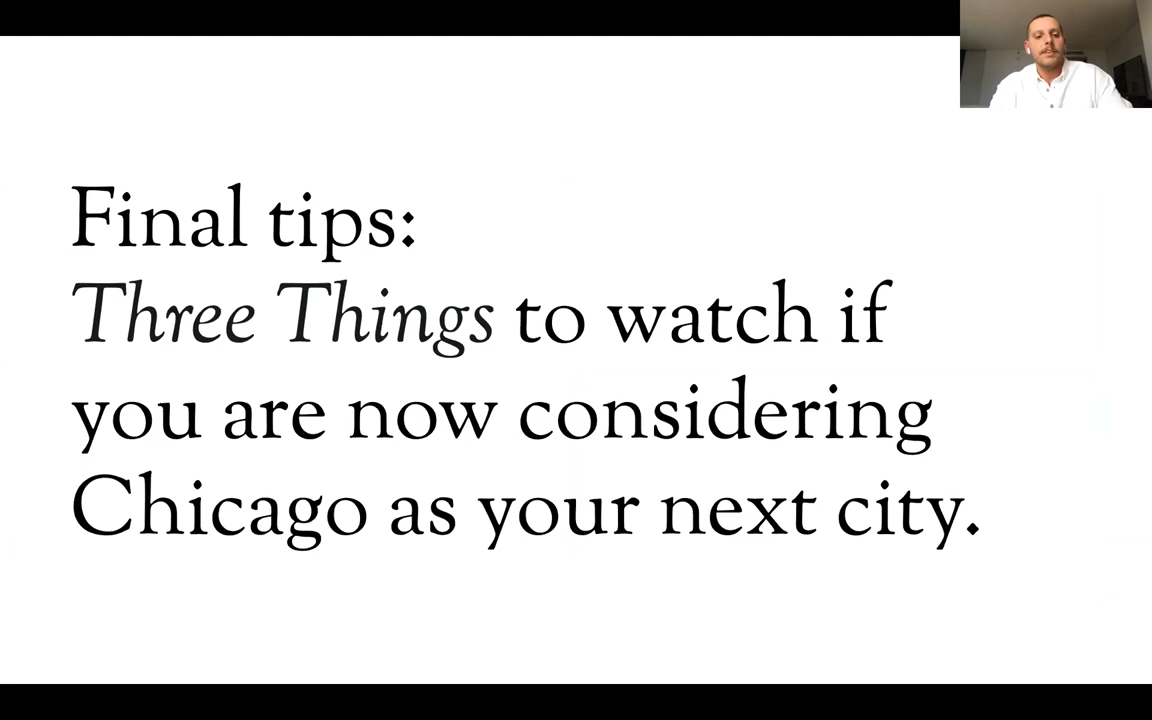 Final tips:
Three Things to watch if
you are now considering
Chicago as your next city.